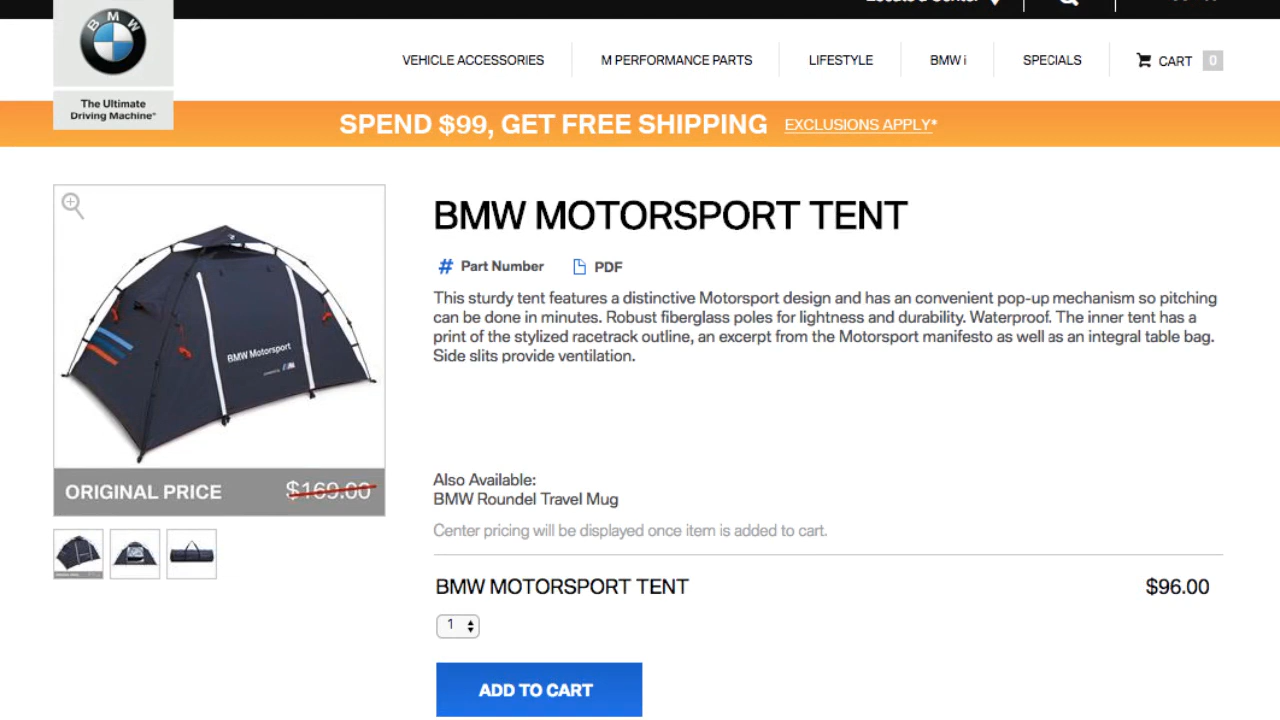 BMW
The Ultimate
Driving Machine
VEHICLE ACCESSORIES
M PERFORMANCE PARTS
LIFESTYLE
BMW i
SPECIALS
CART 0
SPEND $99, GET FREE SHIPPING EXCLUSIONS APPLY*
BMW Motorsport
ORIGINAL PRICE $169.00
BMW MOTORSPORT TENT
# Part Number
PDF
This sturdy tent features a distinctive Motorsport design and has an convenient pop-up mechanism so pitching
can be done in minutes. Robust fiberglass poles for lightness and durability. Waterproof. The inner tent has a
print of the stylized racetrack outline, an excerpt from the Motorsport manifesto as well as an integral table bag.
Side slits provide ventilation.
Also Available:
BMW Roundel Travel Mug
Center pricing will be displayed once item is added to cart.
BMW MOTORSPORT TENT $96.00
1
ADD TO CART